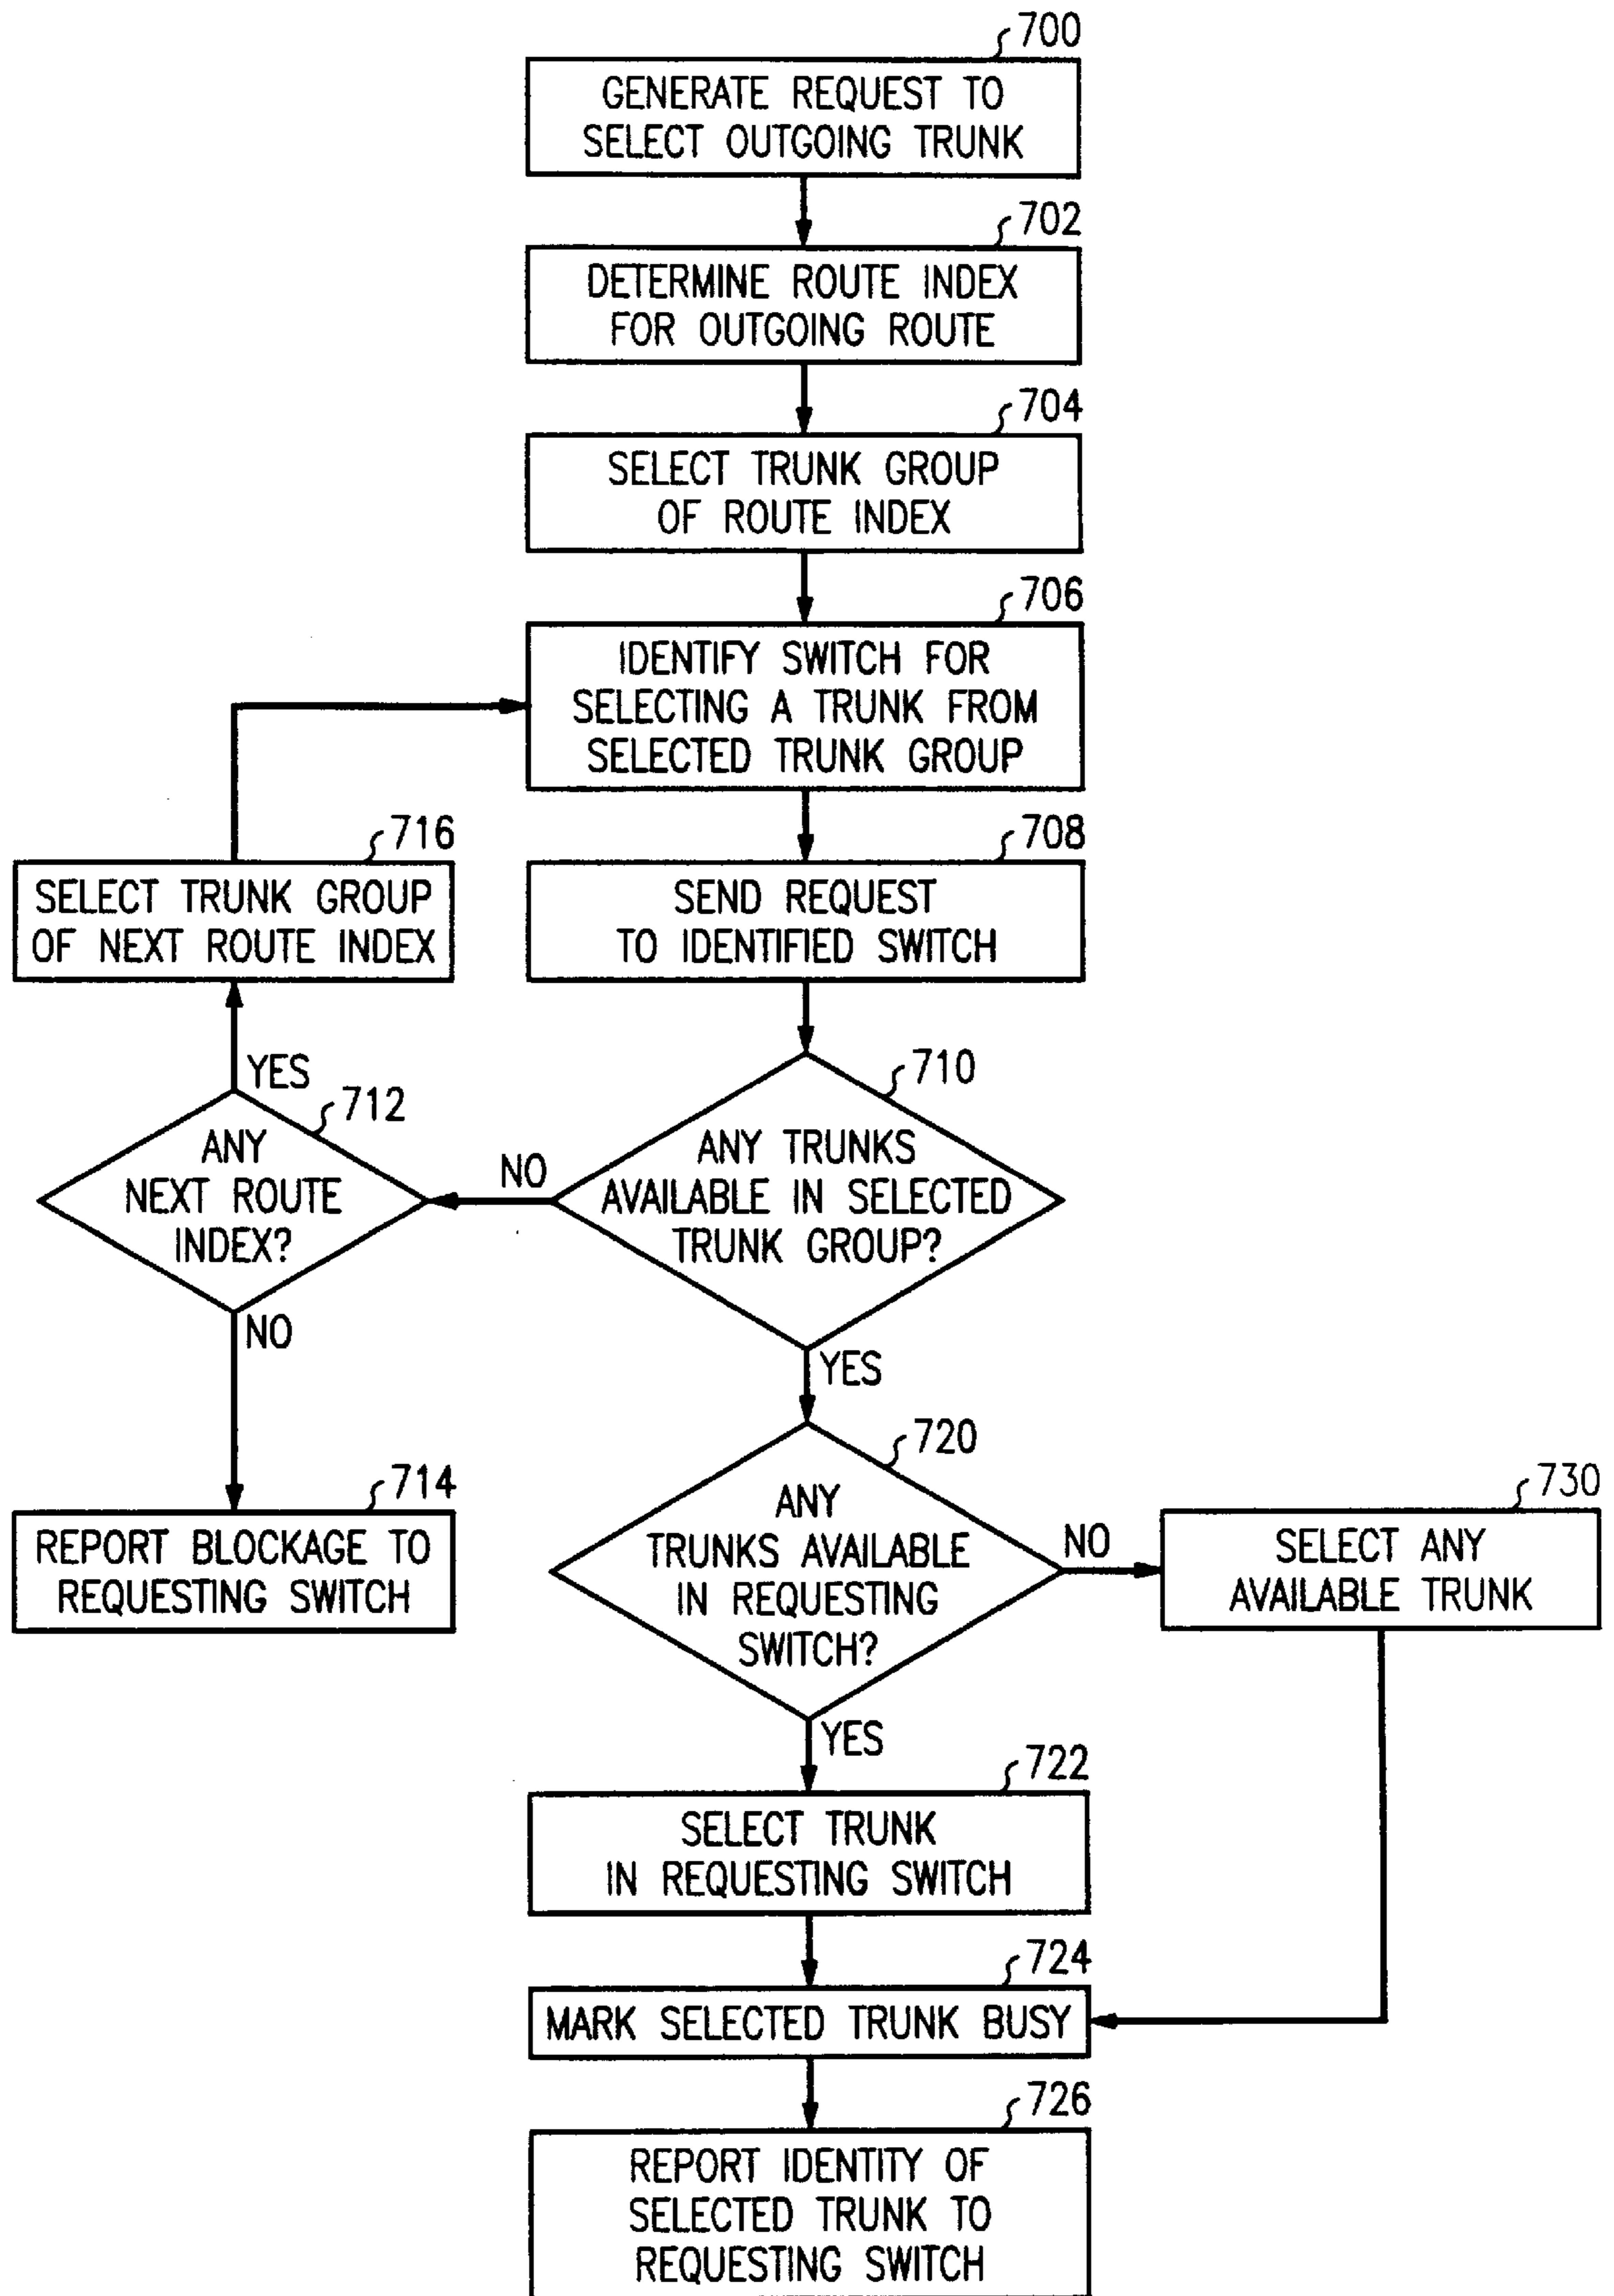 700
GENERATE REQUEST TO
SELECT OUTGOING TRUNK
702
DETERMINE ROUTE INDEX
FOR OUTGOING ROUTE
704
SELECT TRUNK GROUP
OF ROUTE INDEX
706
IDENTIFY SWITCH FOR
SELECTING A TRUNK FROM
SELECTED TRUNK GROUP
716
SELECT TRUNK GROUP
OF NEXT ROUTE INDEX
708
SEND REQUEST
TO IDENTIFIED SWITCH
YES
712
ANY
NEXT ROUTE
INDEX?
NO
710
ANY TRUNKS
AVAILABLE IN SELECTED
TRUNK GROUP?
NO
YES
714
REPORT BLOCKAGE TO
REQUESTING SWITCH
720
ANY
TRUNKS AVAILABLE
IN REQUESTING
SWITCH?
NO
730
SELECT ANY
AVAILABLE TRUNK
YES
722
SELECT TRUNK
IN REQUESTING SWITCH
724
MARK SELECTED TRUNK BUSY
726
REPORT IDENTITY OF
SELECTED TRUNK TO
REQUESTING SWITCH